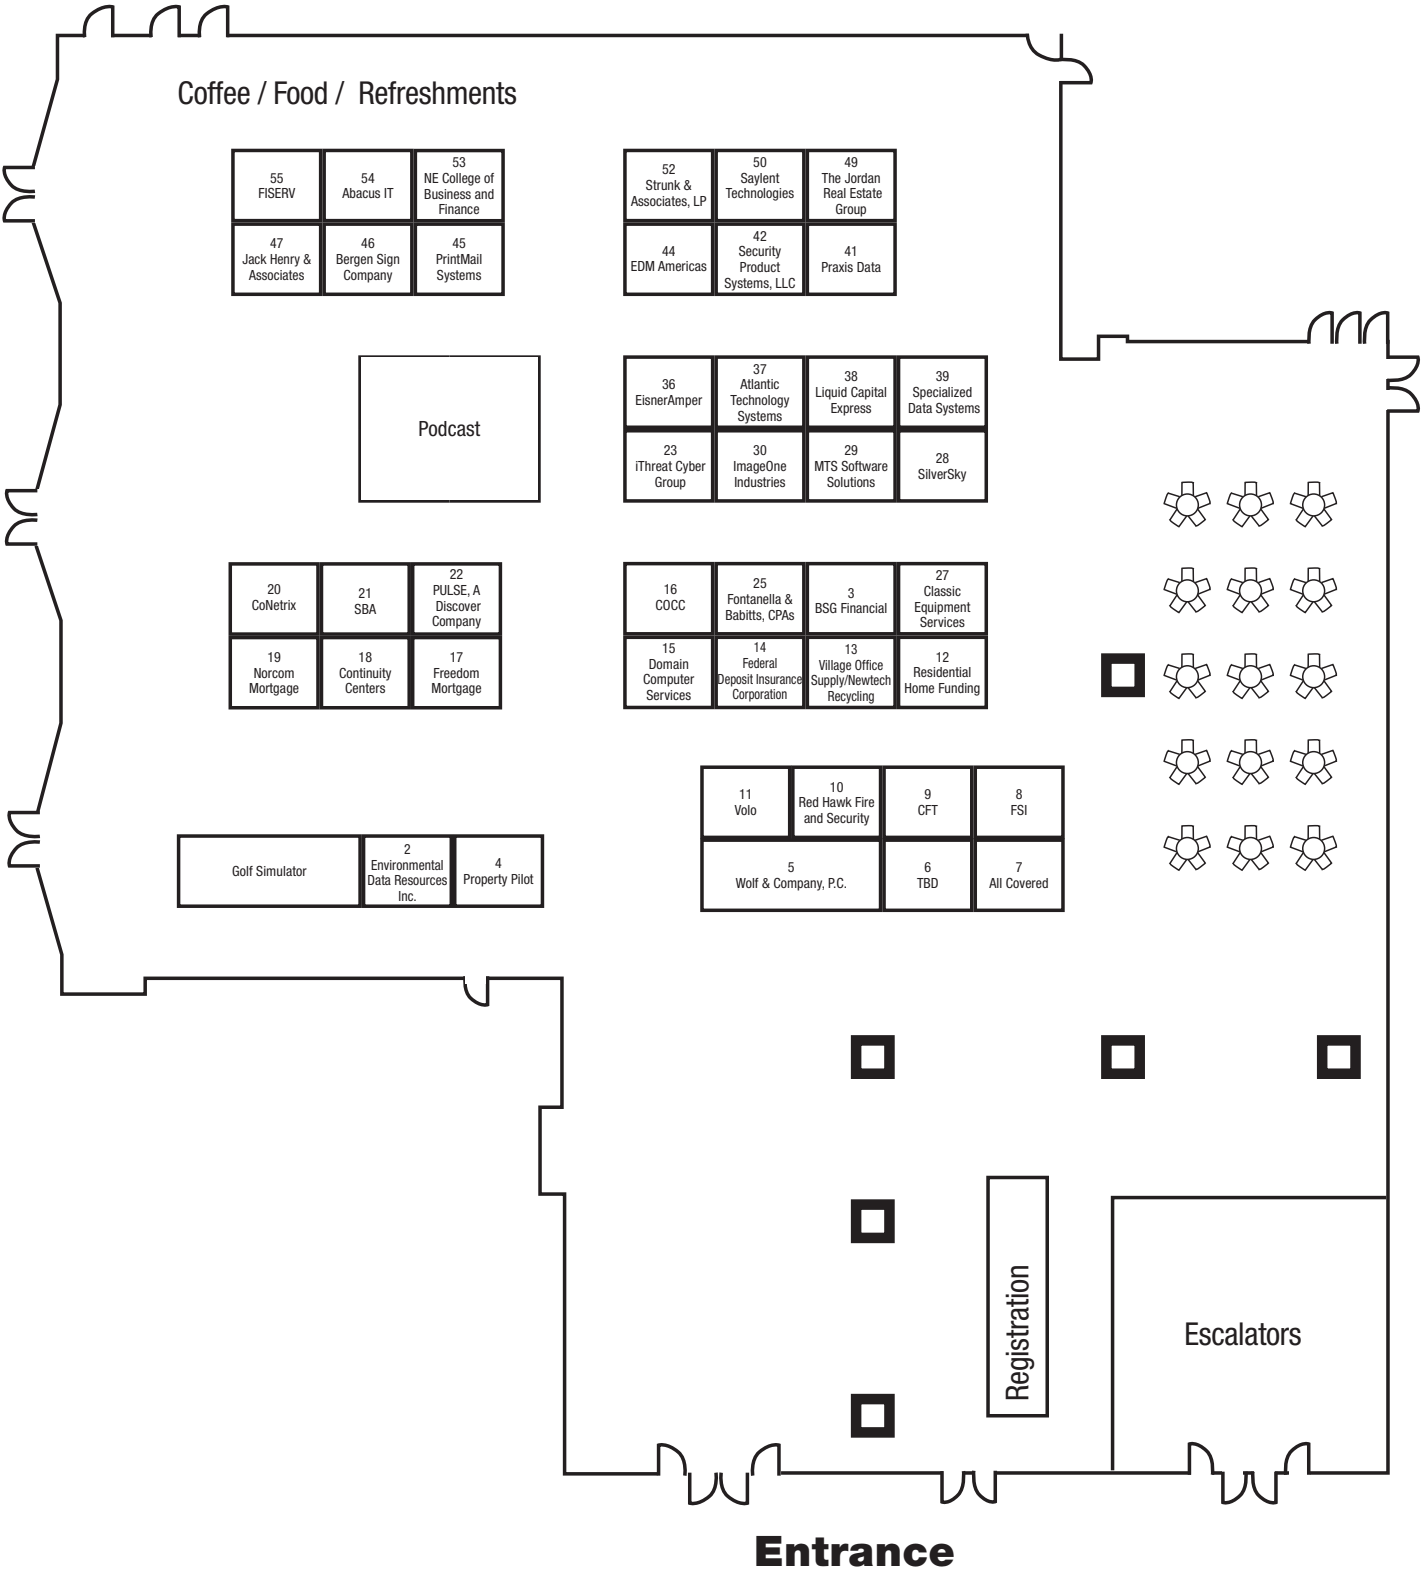 Coffee / Food / Refreshments
55
FISERV
54
Abacus IT
53
NE College of
Business and
Finance
47
Jack Henry &
Associates
46
Bergen Sign
Company
45
PrintMail
Systems
52
Strunk &
Associates, LP
50
Saylent
Technologies
49
The Jordan
Real Estate
Group
44
EDM Americas
42
Security
Product
Systems, LLC
41
Praxis Data
Podcast
36
EisnerAmper
37
Atlantic
Technology
Systems
38
Liquid Capital
Express
39
Specialized
Data Systems
23
iThreat Cyber
Group
30
ImageOne
Industries
29
MTS Software
Solutions
28
SilverSky
20
CoNetrix
21
SBA
22
PULSE, A
Discover
Company
19
Norcom
Mortgage
18
Continuity
Centers
17
Freedom
Mortgage
16
COCC
25
Fontanella &
Babitts, CPAs
3
BSG Financial
27
Classic
Equipment
Services
15
Domain
Computer
Services
14
Federal
Deposit Insurance
Corporation
13
Village Office
Supply/Newtech
Recycling
12
Residential
Home Funding
11
Volo
10
Red Hawk Fire
and Security
9
CFT
8
FSI
5
Wolf & Company, P.C.
6
TBD
7
All Covered
Golf Simulator
2
Environmental
Data Resources
Inc.
4
Property Pilot
Registration
Escalators
Entrance